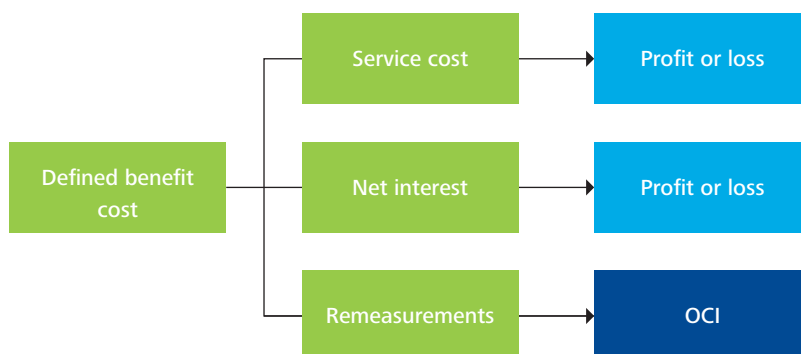 Service cost
Profit or loss
Defined benefit
cost
Net interest
Profit or loss
Remeasurements
OCI